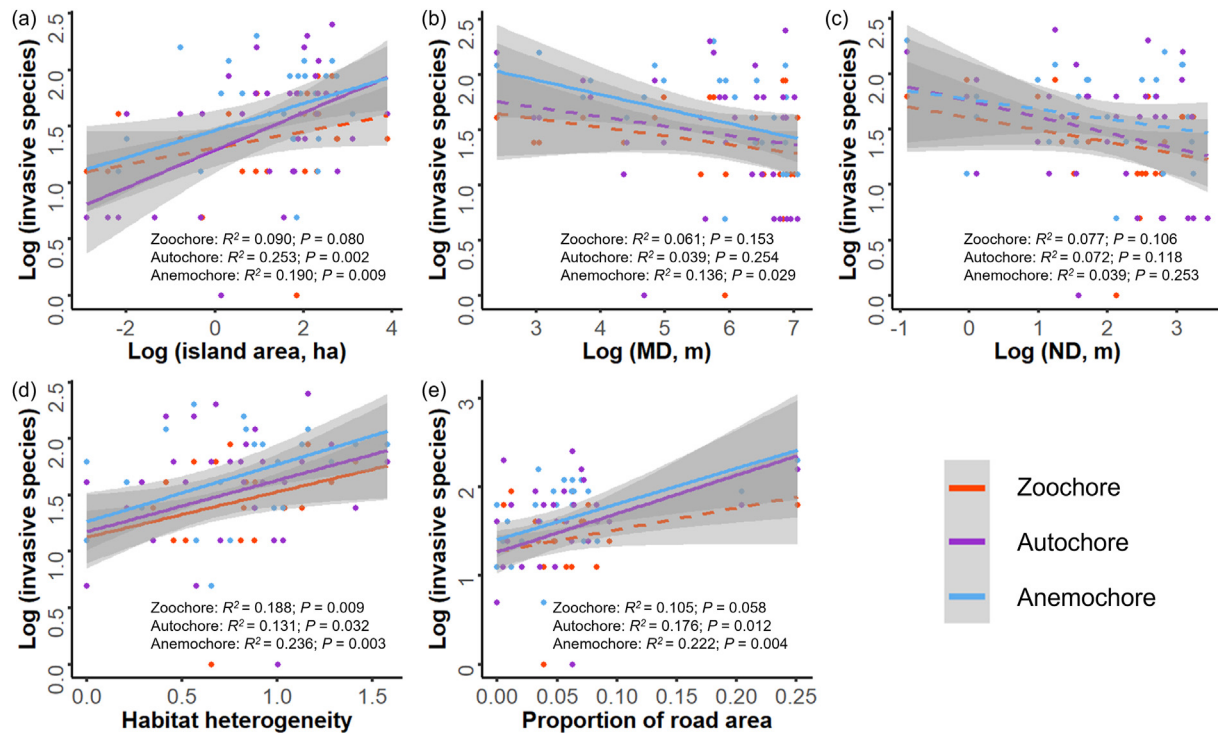 (a)
Log (invasive species)
0.0 0.5 1.0 1.5 2.0 2.5
Zoochore: R² = 0.090; P = 0.080
Autochore: R² = 0.253; P = 0.002
Anemochore: R² = 0.190; P = 0.009
-2 0 2 4
Log (island area, ha)
(b)
Log (invasive species)
0.0 0.5 1.0 1.5 2.0 2.5
Zoochore: R² = 0.061; P = 0.153
Autochore: R² = 0.039; P = 0.254
Anemochore: R² = 0.136; P = 0.029
3 4 5 6 7
Log (MD, m)
(c)
Log (invasive species)
0.0 0.5 1.0 1.5 2.0 2.5
Zoochore: R² = 0.077; P = 0.106
Autochore: R² = 0.072; P = 0.118
Anemochore: R² = 0.039; P = 0.253
-1 0 1 2 3
Log (ND, m)
(d)
Log (invasive species)
0.0 0.5 1.0 1.5 2.0 2.5
Zoochore: R² = 0.188; P = 0.009
Autochore: R² = 0.131; P = 0.032
Anemochore: R² = 0.236; P = 0.003
0.0 0.5 1.0 1.5
Habitat heterogeneity
(e)
Log (invasive species)
0 1 2 3
Zoochore: R² = 0.105; P = 0.058
Autochore: R² = 0.176; P = 0.012
Anemochore: R² = 0.222; P = 0.004
0.00 0.05 0.10 0.15 0.20 0.25
Proportion of road area
Zoochore
Autochore
Anemochore